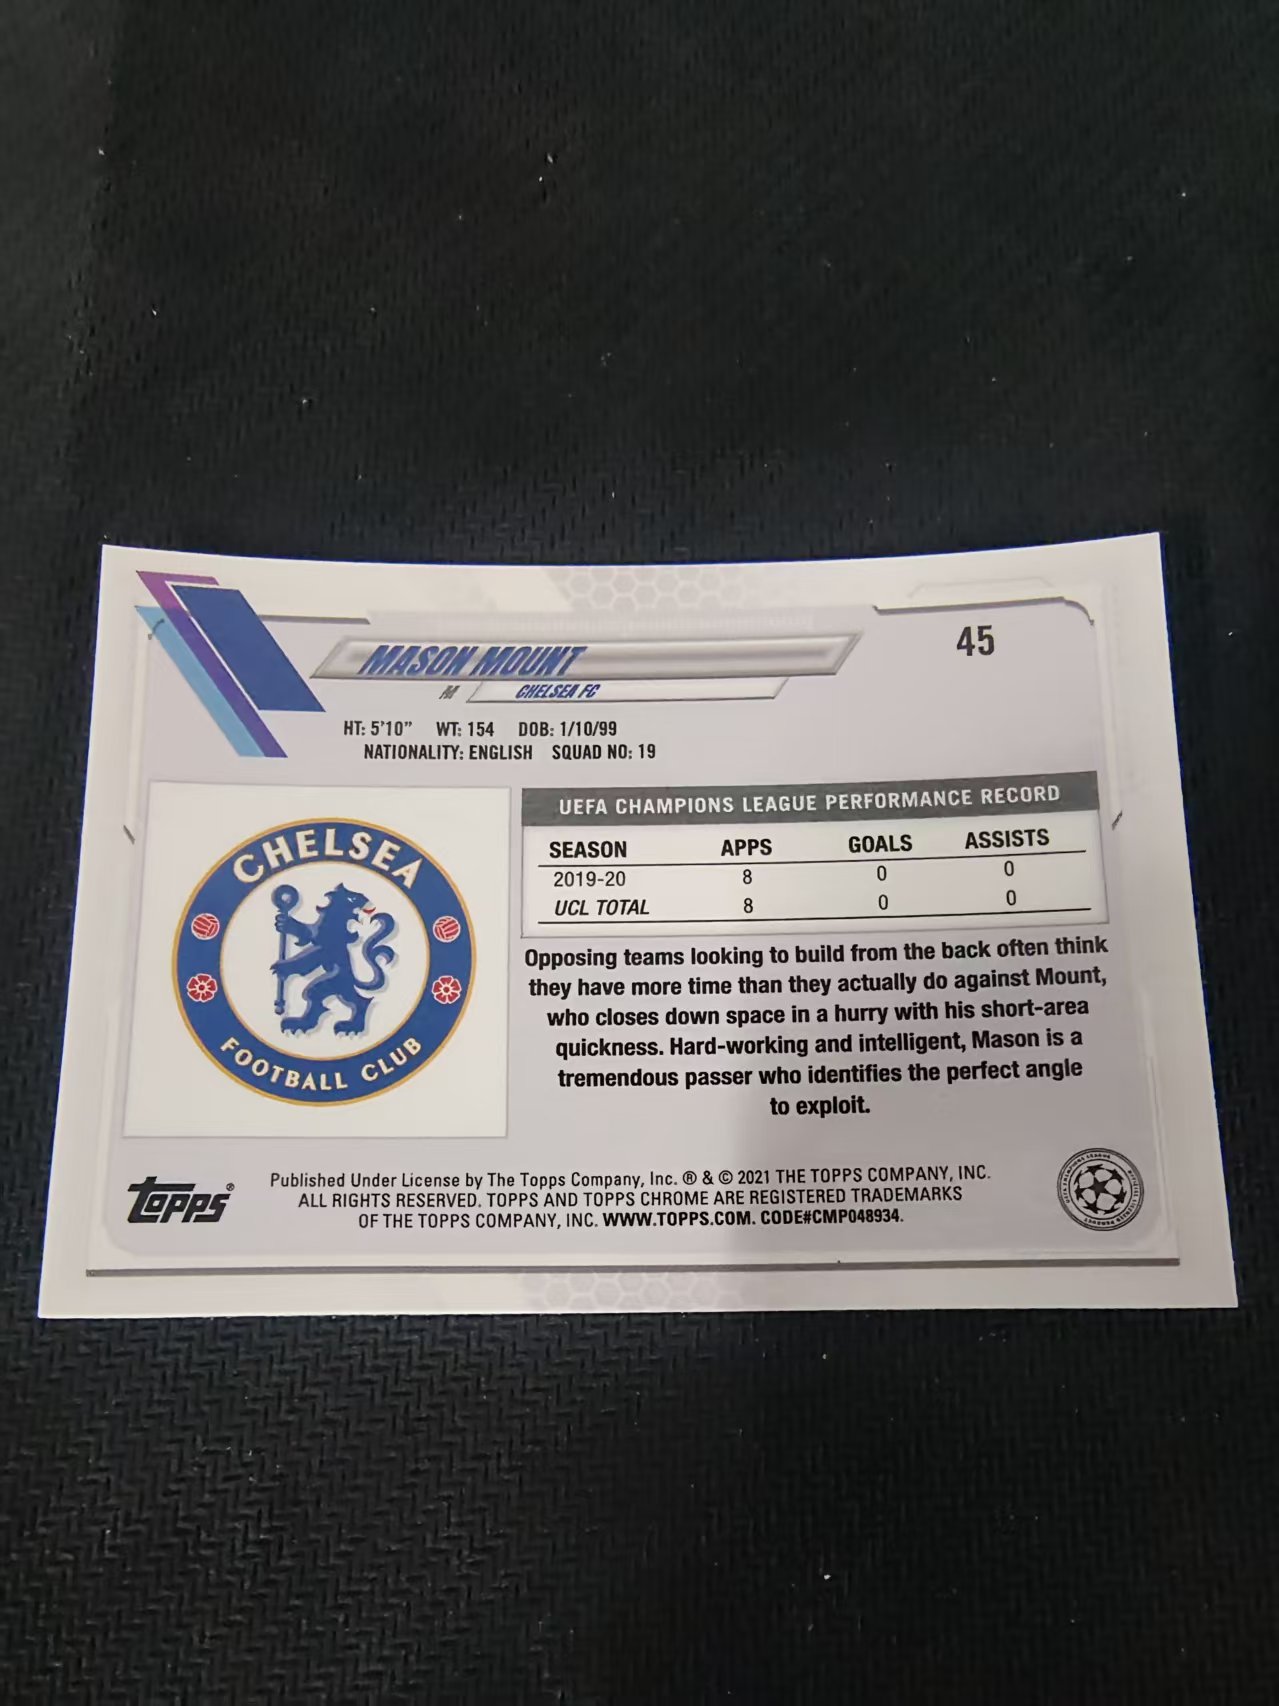 45
MASON MOUNT
M CHELSEA FC
HT: 5'10" WT: 154 DOB: 1/10/99
NATIONALITY: ENGLISH SQUAD NO: 19
CHELSEA
FOOTBALL CLUB
UEFA CHAMPIONS LEAGUE PERFORMANCE RECORD
SEASON APPS GOALS ASSISTS
2019-20 8 0 0
UCL TOTAL 8 0 0
Opposing teams looking to build from the back often think
they have more time than they actually do against Mount,
who closes down space in a hurry with his short-area
quickness. Hard-working and intelligent, Mason is a
tremendous passer who identifies the perfect angle
to exploit.
Topps®
Published Under License by The Topps Company, Inc. ® & © 2021 THE TOPPS COMPANY, INC.
ALL RIGHTS RESERVED. TOPPS AND TOPPS CHROME ARE REGISTERED TRADEMARKS
OF THE TOPPS COMPANY, INC. WWW.TOPPS.COM. CODE#CMP048934.